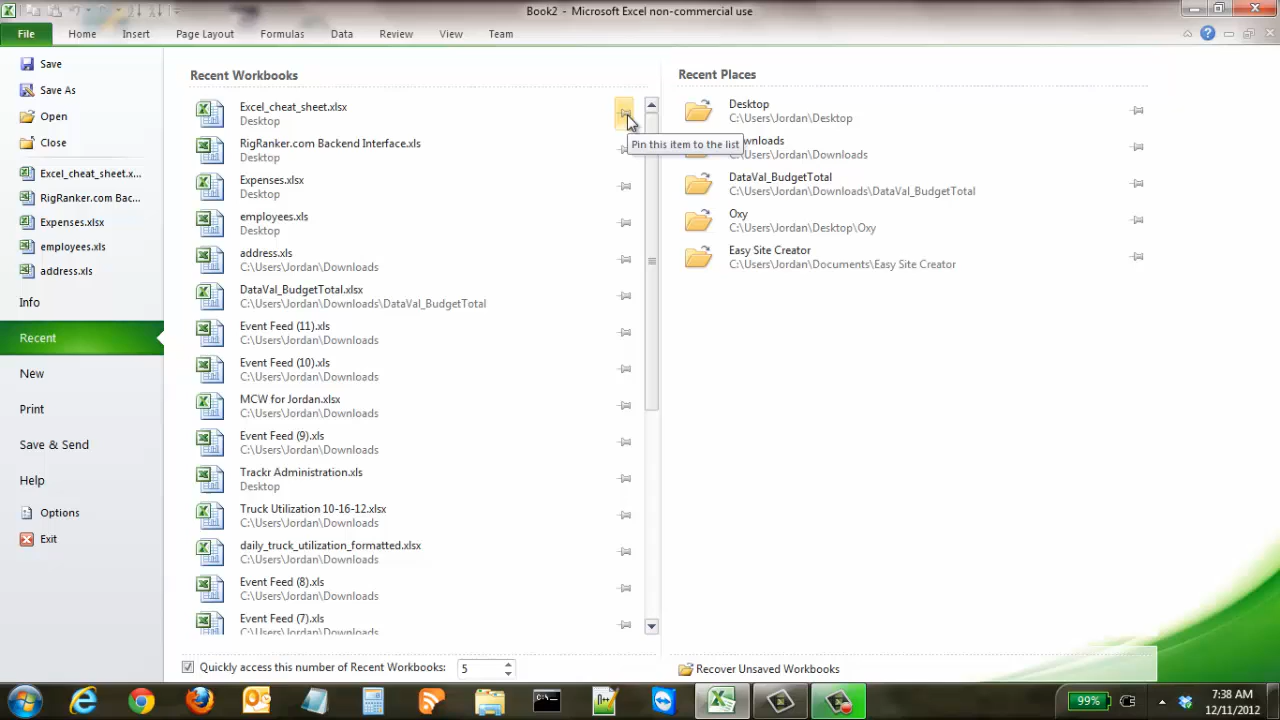 Book2 - Microsoft Excel non-commercial use
File Home Insert Page Layout Formulas Data Review View Team
Save
Save As
Open
Close
Excel_cheat_sheet.x...
RigRanker.com Bac...
Expenses.xlsx
employees.xls
address.xls
Info
Recent
New
Print
Save & Send
Help
Options
Exit
Recent Workbooks
Excel_cheat_sheet.xlsx
Desktop
RigRanker.com Backend Interface.xls
Desktop
Expenses.xlsx
Desktop
employees.xls
Desktop
address.xls
C:\Users\Jordan\Downloads
DataVal_BudgetTotal.xlsx
C:\Users\Jordan\Downloads\DataVal_BudgetTotal
Event Feed (11).xls
C:\Users\Jordan\Downloads
Event Feed (10).xls
C:\Users\Jordan\Downloads
MCW for Jordan.xlsx
C:\Users\Jordan\Downloads
Event Feed (9).xls
C:\Users\Jordan\Downloads
Trackr Administration.xls
Desktop
Truck Utilization 10-16-12.xlsx
C:\Users\Jordan\Downloads
daily_truck_utilization_formatted.xlsx
C:\Users\Jordan\Downloads
Event Feed (8).xls
C:\Users\Jordan\Downloads
Event Feed (7).xls
C:\Users\Jordan\Downloads
Quickly access this number of Recent Workbooks: 5
Pin this item to the list
Recent Places
Desktop
C:\Users\Jordan\Desktop
wnloads
C:\Users\Jordan\Downloads
DataVal_BudgetTotal
C:\Users\Jordan\Downloads\DataVal_BudgetTotal
Oxy
C:\Users\Jordan\Desktop\Oxy
Easy Site Creator
C:\Users\Jordan\Documents\Easy Site Creator
Recover Unsaved Workbooks
99%
7:38 AM
12/11/2012